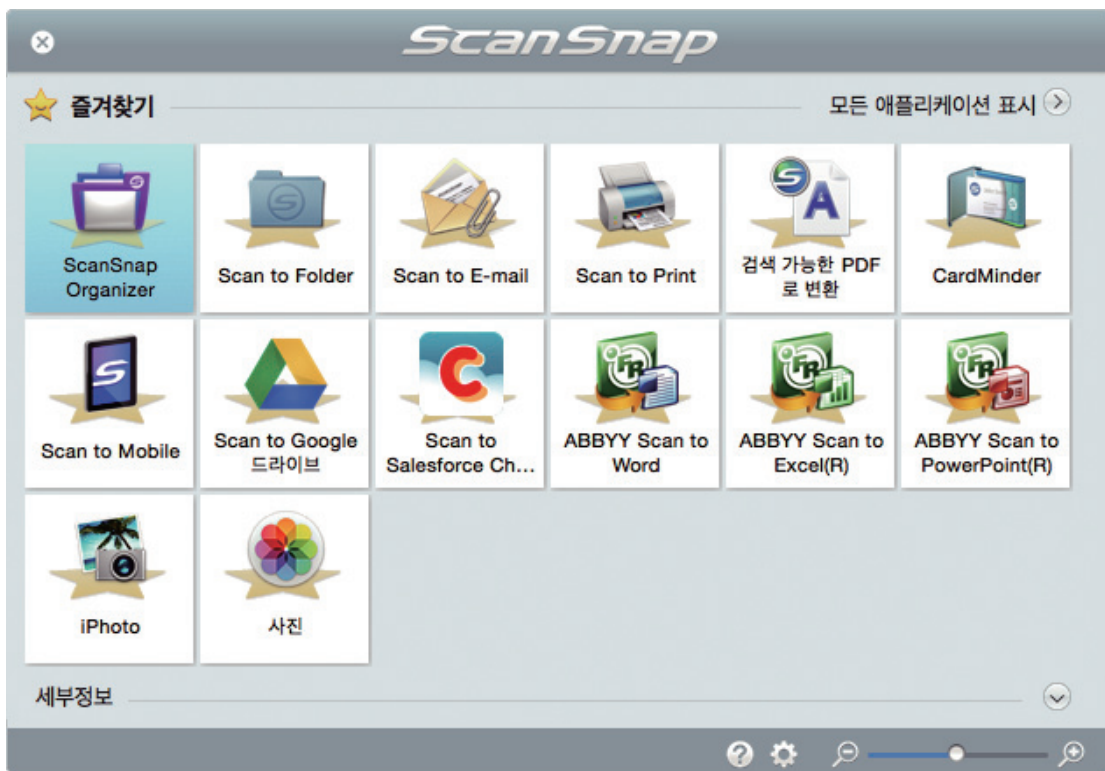 ScanSnap
즐겨찾기
모든 애플리케이션 표시
ScanSnap
Organizer
Scan to Folder
Scan to E-mail
Scan to Print
검색 가능한 PDF
로 변환
CardMinder
Scan to Mobile
Scan to Google
드라이브
Scan to
Salesforce Ch...
ABBYY Scan to
Word
ABBYY Scan to
Excel(R)
ABBYY Scan to
PowerPoint(R)
iPhoto
사진
세부정보